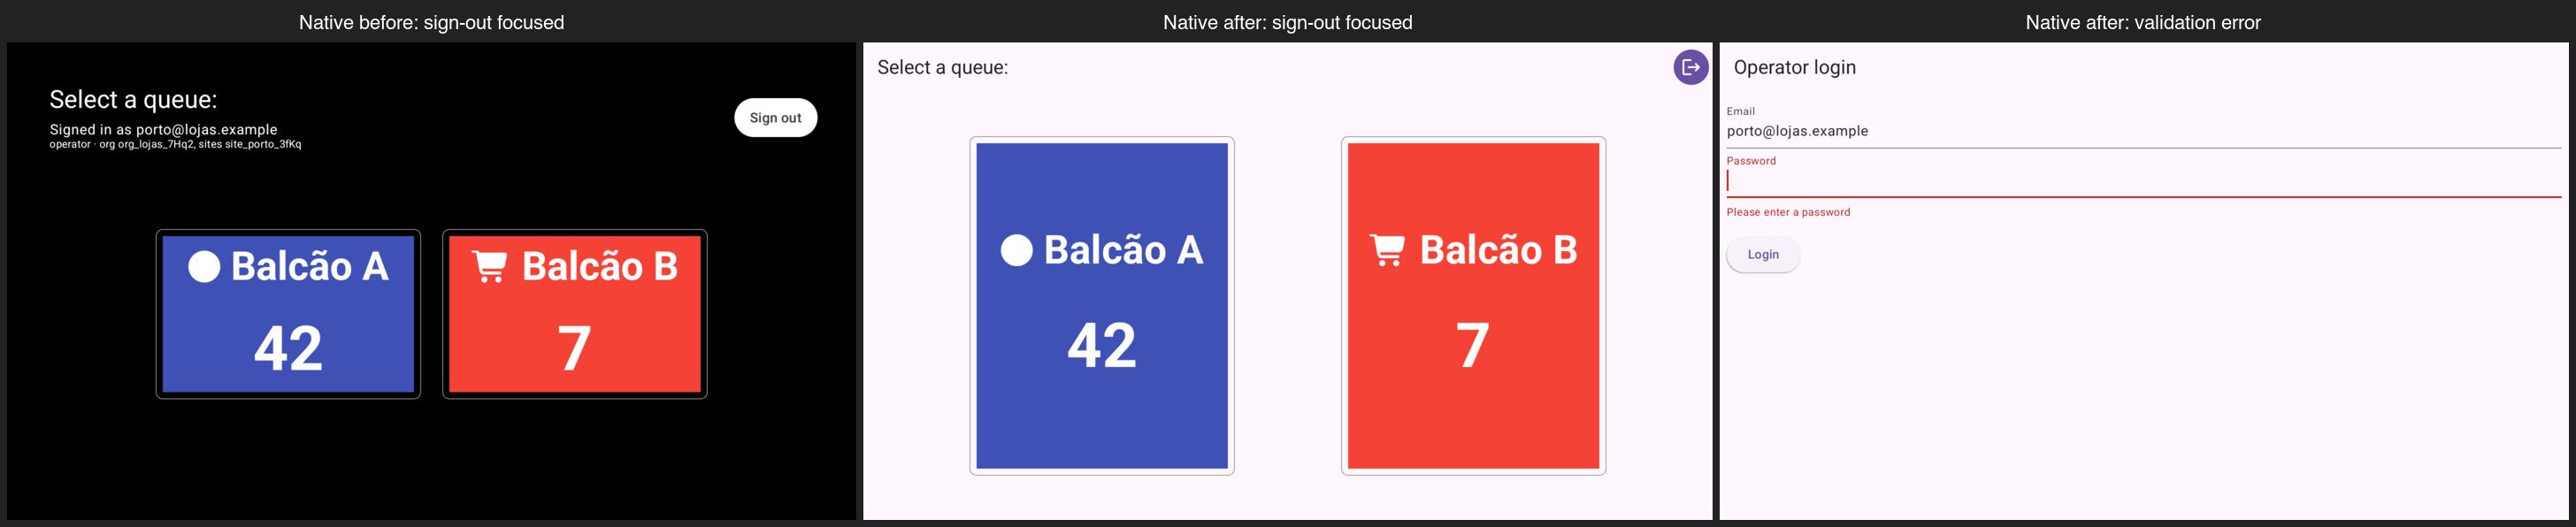 Native before: sign-out focused
Select a queue:
Signed in as porto@lojas.example
operator · org org_lojas_7Hq2, sites site_porto_3fKq
Sign out
Balcão A
42
Balcão B
7
Native after: sign-out focused
Select a queue:
Balcão A
42
Balcão B
7
Native after: validation error
Operator login
Email
porto@lojas.example
Password
Please enter a password
Login